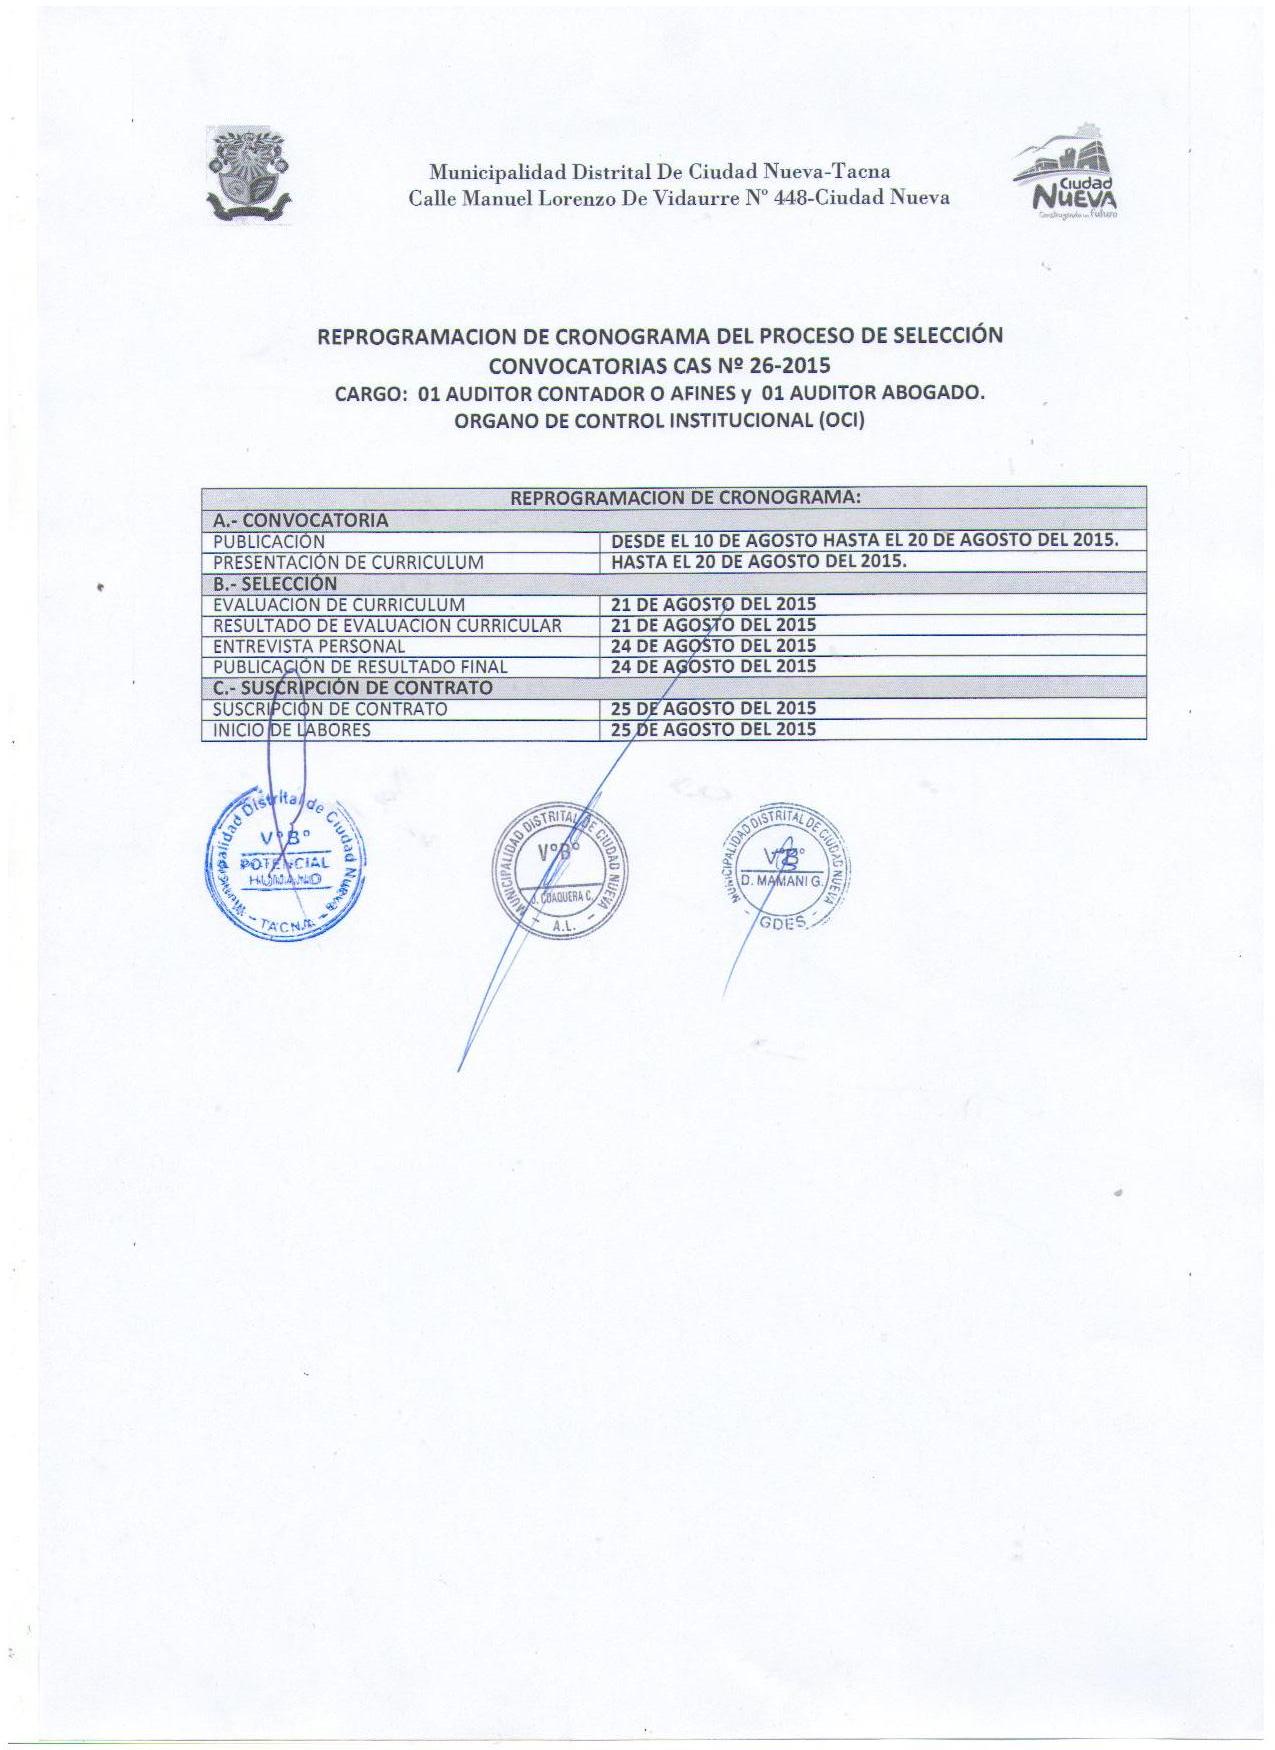 Municipalidad Distrital De Ciudad Nueva-Tacna
Calle Manuel Lorenzo De Vidaurre Nº 448-Ciudad Nueva
Ciudad
Nueva
Construyendo un Futuro
REPROGRAMACION DE CRONOGRAMA DEL PROCESO DE SELECCIÓN
CONVOCATORIAS CAS Nº 26-2015
CARGO: 01 AUDITOR CONTADOR O AFINES y 01 AUDITOR ABOGADO.
ORGANO DE CONTROL INSTITUCIONAL (OCI)
REPROGRAMACION DE CRONOGRAMA:
A.- CONVOCATORIA
PUBLICACIÓN DESDE EL 10 DE AGOSTO HASTA EL 20 DE AGOSTO DEL 2015.
PRESENTACIÓN DE CURRICULUM HASTA EL 20 DE AGOSTO DEL 2015.
B.- SELECCIÓN
EVALUACION DE CURRICULUM 21 DE AGOSTO DEL 2015
RESULTADO DE EVALUACION CURRICULAR 21 DE AGOSTO DEL 2015
ENTREVISTA PERSONAL 24 DE AGOSTO DEL 2015
PUBLICACIÓN DE RESULTADO FINAL 24 DE AGOSTO DEL 2015
C.- SUSCRIPCIÓN DE CONTRATO
SUSCRIPCIÓN DE CONTRATO 25 DE AGOSTO DEL 2015
INICIO DE LABORES 25 DE AGOSTO DEL 2015
Municipalidad Distrital de Ciudad Nueva
V°B°
POTENCIAL
HUMANO
- TACNA -
MUNICIPALIDAD DISTRITAL DE CIUDAD NUEVA
V°B°
J. COAQUERA C.
- A.L. -
MUNICIPALIDAD DISTRITAL DE CIUDAD NUEVA
V°B°
D. MAMANI G.
- GDES -